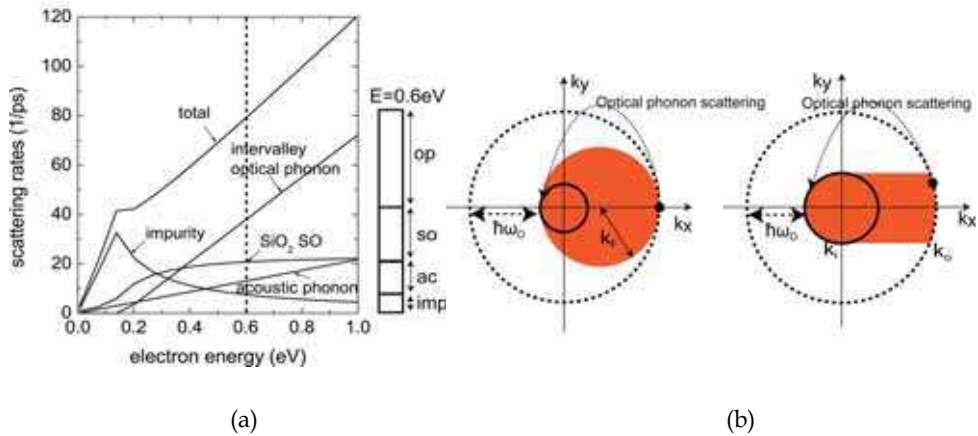 120
100
80
60
40
20
0
0.0 0.2 0.4 0.6 0.8 1.0
scattering rates (1/ps)
electron energy (eV)
total
intervalley
optical phonon
impurity
SiO₂ SO
acoustic phonon
E=0.6eV
op
so
ac
imp
ky
Optical phonon scattering
kx
ħω₀
kF
ky
Optical phonon scattering
kx
ħω₀
ki
ko
(a)
(b)